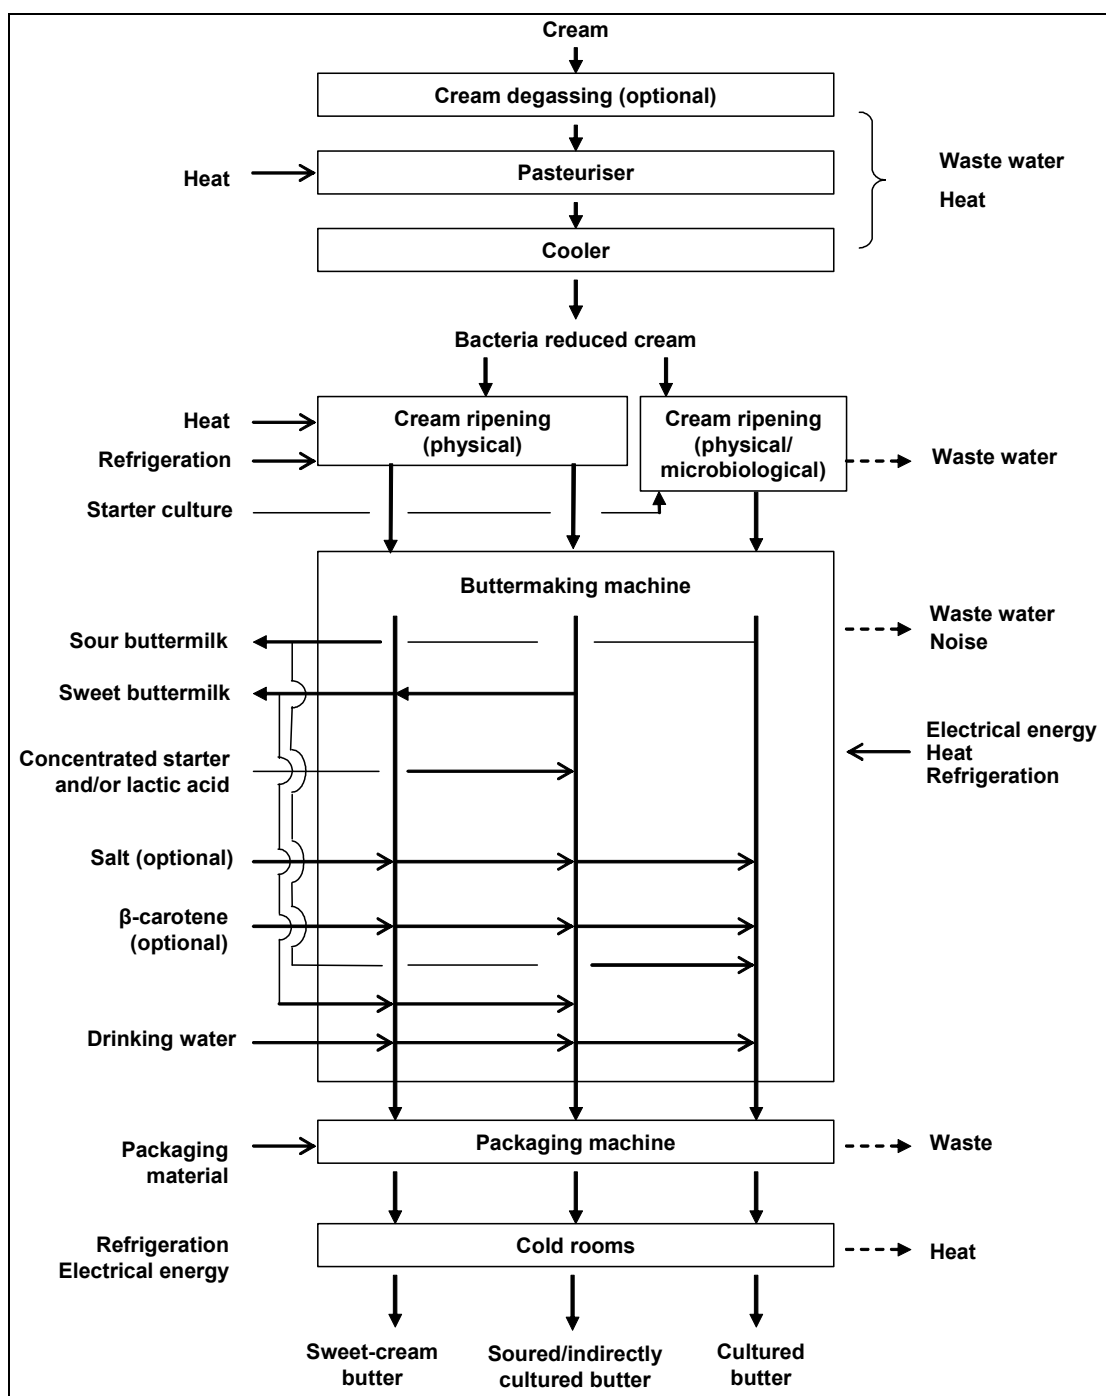 Cream
Cream degassing (optional)
Heat
Pasteuriser
Waste water
Heat
Cooler
Bacteria reduced cream
Heat
Refrigeration
Cream ripening
(physical)
Cream ripening
(physical/
microbiological)
Waste water
Starter culture
Buttermaking machine
Waste water
Noise
Sour buttermilk
Sweet buttermilk
Electrical energy
Heat
Refrigeration
Concentrated starter
and/or lactic acid
Salt (optional)
β-carotene
(optional)
Drinking water
Packaging
material
Packaging machine
Waste
Refrigeration
Electrical energy
Cold rooms
Heat
Sweet-cream
butter
Soured/indirectly
cultured butter
Cultured
butter